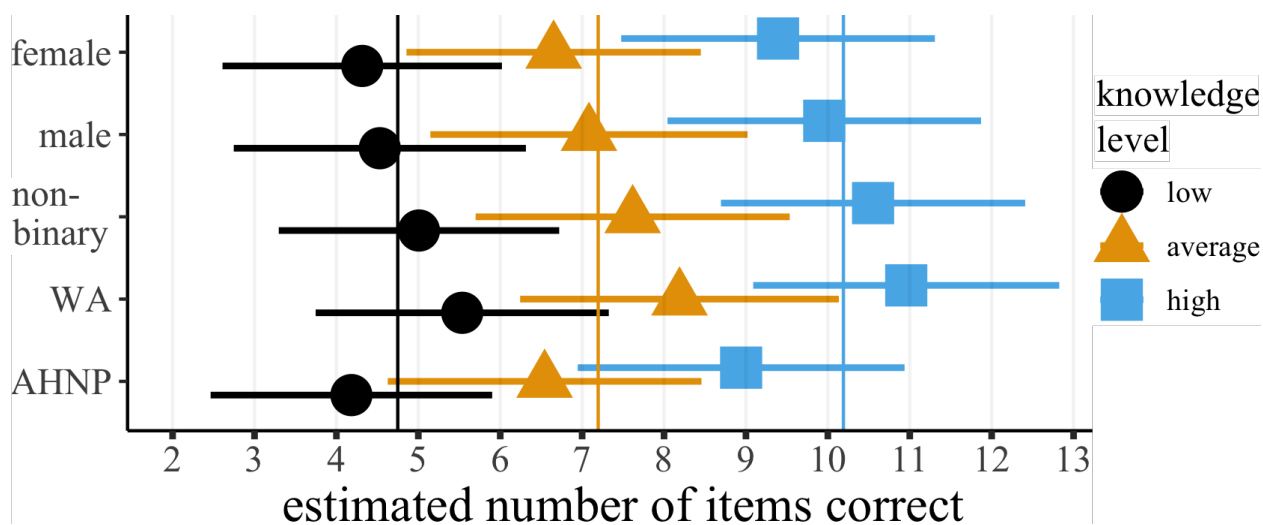 female
male
non-
binary
WA
AHNP
2 3 4 5 6 7 8 9 10 11 12 13
estimated number of items correct
knowledge
level
low
average
high